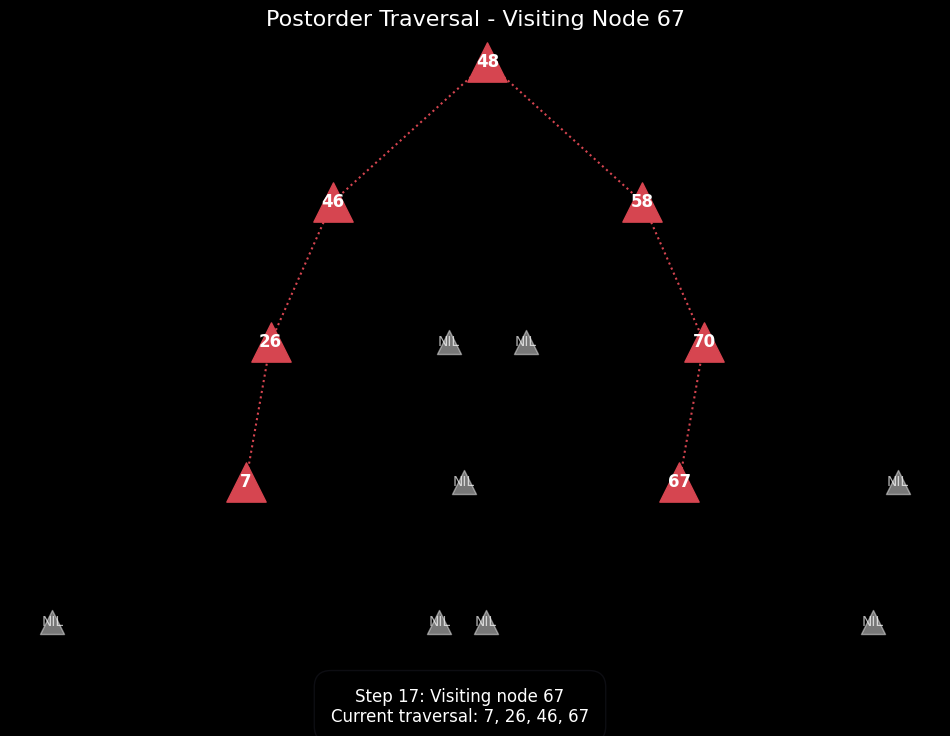 Postorder Traversal - Visiting Node 67
48
46
58
26
NIL
NIL
70
7
NIL
67
NIL
NIL
NIL
NIL
NIL
Step 17: Visiting node 67
Current traversal: 7, 26, 46, 67